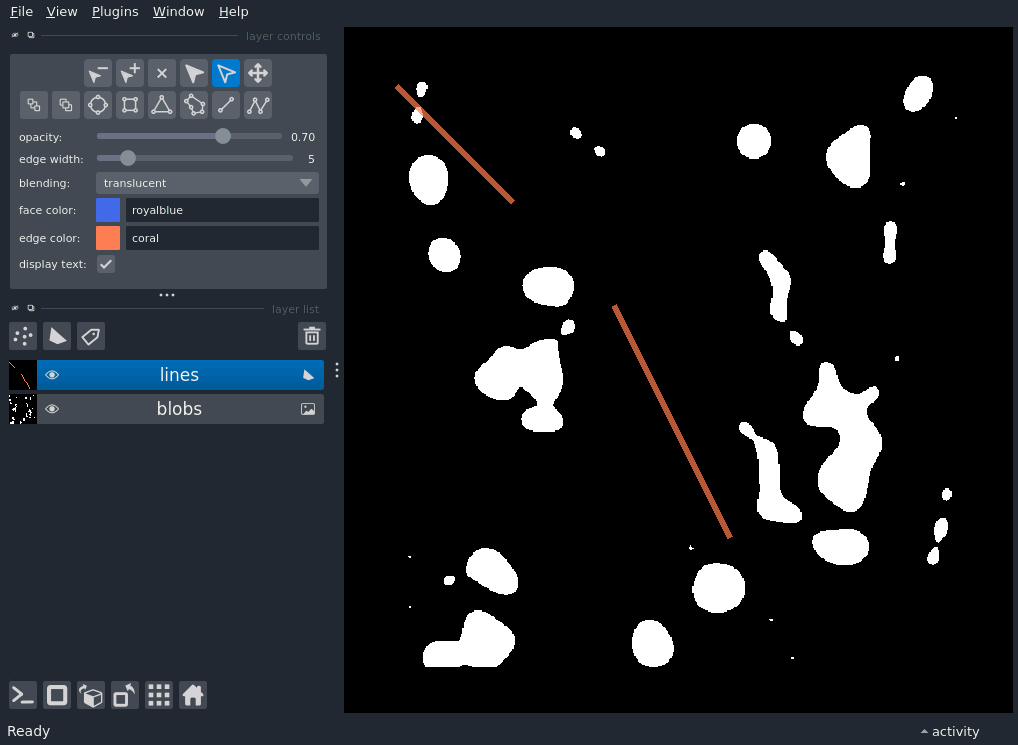 File View Plugins Window Help
layer controls
opacity: 0.70
edge width: 5
blending: translucent
face color: royalblue
edge color: coral
display text:
layer list
lines
blobs
Ready activity